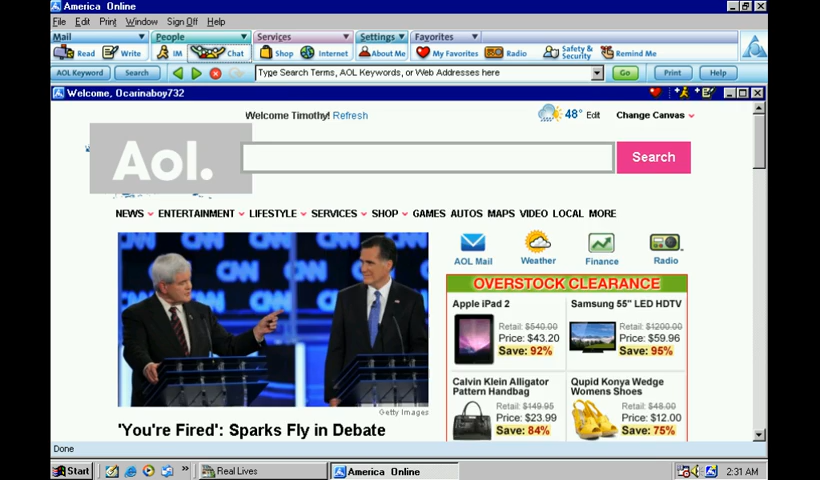 America Online
File Edit Print Window Sign Off Help
Mail People Services Settings Favorites
Read Write IM Chat Shop Internet About Me My Favorites Radio Safety & Security Remind Me
AOL Keyword Search Type Search Terms, AOL Keywords, or Web Addresses here Go Print Help
Welcome, Ocarinaboy732
Welcome Timothy! Refresh 48° Edit Change Canvas
Aol. Search
NEWS ENTERTAINMENT LIFESTYLE SERVICES SHOP GAMES AUTOS MAPS VIDEO LOCAL MORE
CNN CNN CNN
AOL Mail Weather Finance Radio
OVERSTOCK CLEARANCE
Apple iPad 2
Retail: $540.00
Price: $43.20
Save: 92%
Samsung 55" LED HDTV
Retail: $1200.00
Price: $59.96
Save: 95%
Calvin Klein Alligator
Pattern Handbag
Retail: $149.95
Price: $23.99
Save: 84%
Qupid Konya Wedge
Womens Shoes
Retail: $48.00
Price: $12.00
Save: 75%
Getty Images
'You're Fired': Sparks Fly in Debate
Done
Start Real Lives America Online 2:31 AM